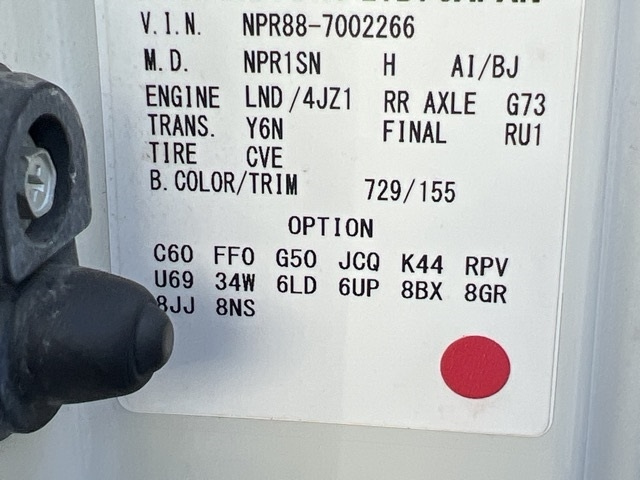 V.I.N. NPR88-7002266
M.D. NPR1SN H AI/BJ
ENGINE LND/4JZ1 RR AXLE G73
TRANS. Y6N FINAL RU1
TIRE CVE
B.COLOR/TRIM 729/155
OPTION
C60 FF0 G50 JCQ K44 RPV
U69 34W 6LD 6UP 8BX 8GR
8JJ 8NS